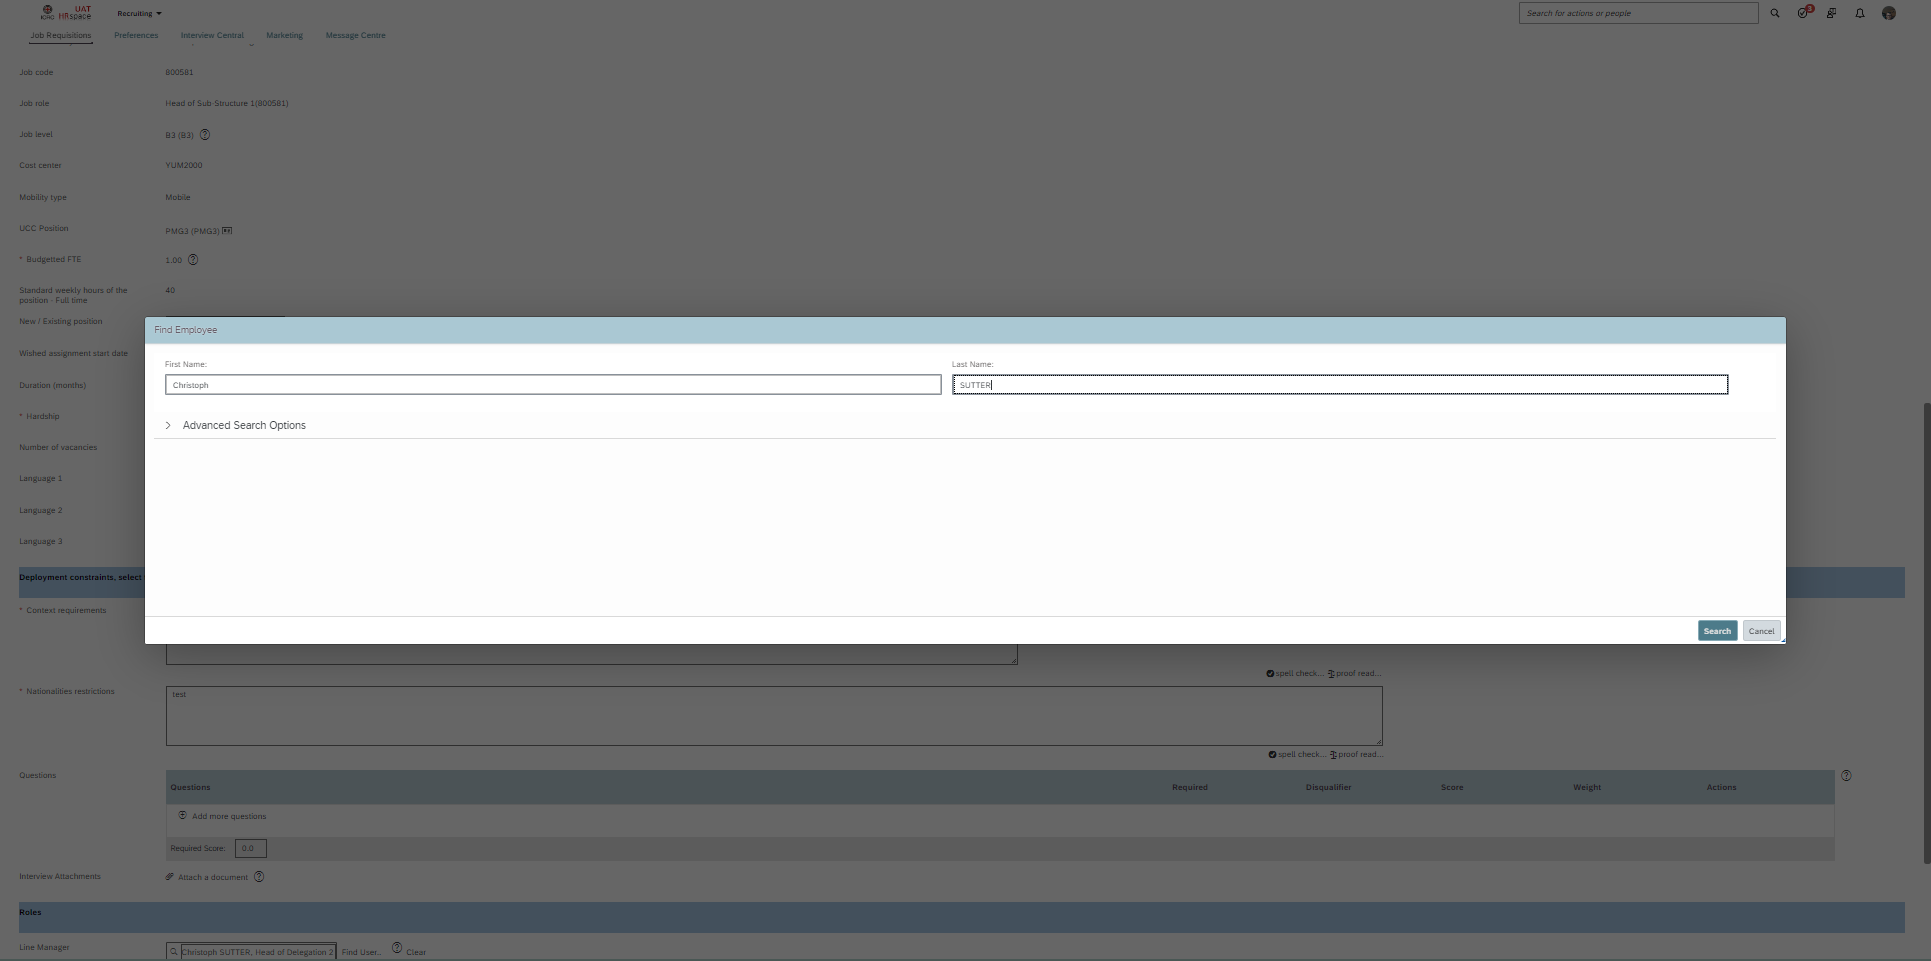 ICRC UAT HRspace
Recruiting
Search for actions or people
3
Job Requisitions Preferences Interview Central Marketing Message Centre
Job code 800581
Job role Head of Sub-Structure 1(800581)
Job level B3 (B3)
Cost center YUM2000
Mobility type Mobile
UCC Position PMG3 (PMG3)
* Budgetted FTE 1.00
Standard weekly hours of the position - Full time 40
New / Existing position
Wished assignment start date
Duration (months)
* Hardship
Number of vacancies
Language 1
Language 2
Language 3
Find Employee
First Name: Last Name:
Christoph SUTTER
Advanced Search Options
Search Cancel
Deployment constraints, select
* Context requirements
spell check... proof read...
* Nationalities restrictions test
spell check... proof read...
Questions
Questions Required Disqualifier Score Weight Actions
Add more questions
Required Score: 0.0
Interview Attachments Attach a document
Roles
Line Manager Christoph SUTTER, Head of Delegation 2 Find User.. Clear